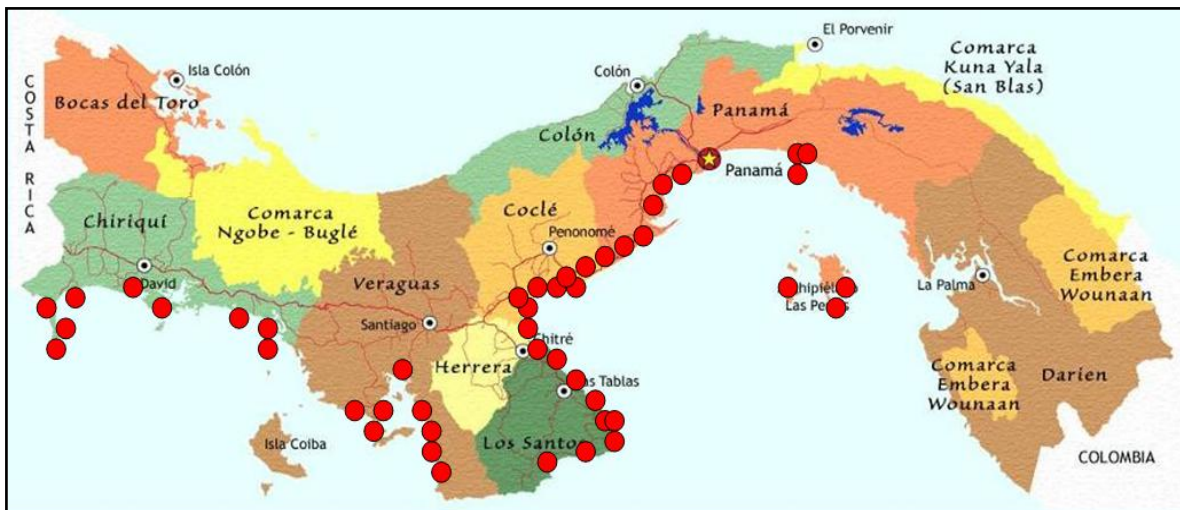 El Porvenir
Comarca
Kuna Yala
(San Blas)
COSTA RICA
Isla Colón
Bocas del Toro
Colón
Panamá
Colón
Panamá
Chiriquí
Comarca
Ngobe - Buglé
Coclé
Penonomé
David
Veraguas
La Palma
Comarca
Embera
Wounaan
Las Perlas
Santiago
Chitré
Herrera
Las Tablas
Comarca
Embera
Wounaan
Darien
Isla Coiba
Los Santos
COLOMBIA